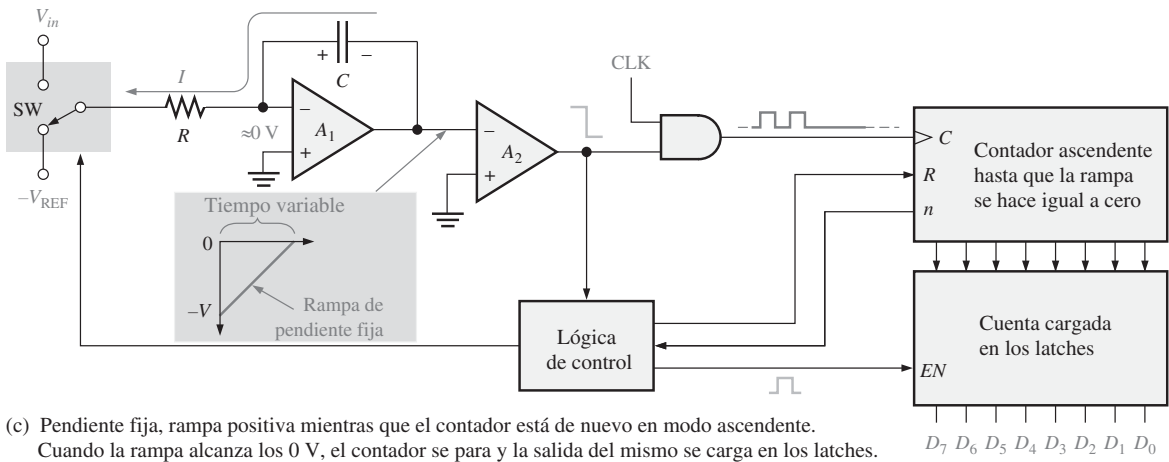 V_in
SW
−V_REF
I
R
≈0 V
+ −
C
−
A_1
+
−
A_2
+
CLK
C
R
n
Contador ascendente
hasta que la rampa
se hace igual a cero
Tiempo variable
0
−V
Rampa de
pendiente fija
Lógica
de control
Cuenta cargada
en los latches
EN
D_7 D_6 D_5 D_4 D_3 D_2 D_1 D_0
(c) Pendiente fija, rampa positiva mientras que el contador está de nuevo en modo ascendente.
Cuando la rampa alcanza los 0 V, el contador se para y la salida del mismo se carga en los latches.